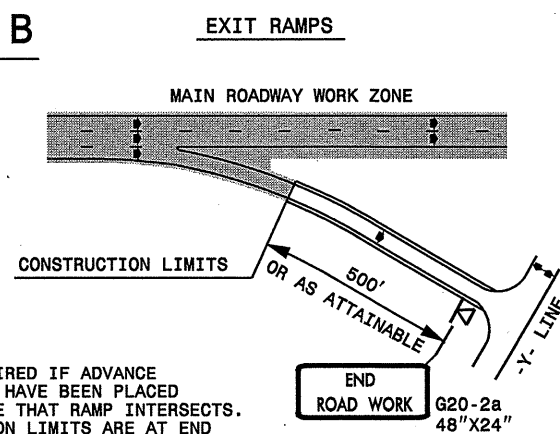 B
EXIT RAMPS
MAIN ROADWAY WORK ZONE
CONSTRUCTION LIMITS
500'
OR AS ATTAINABLE
-Y- LINE
END
ROAD WORK
G20-2a
48"X24"
IRED IF ADVANCE
HAVE BEEN PLACED
E THAT RAMP INTERSECTS.
ON LIMITS ARE AT END